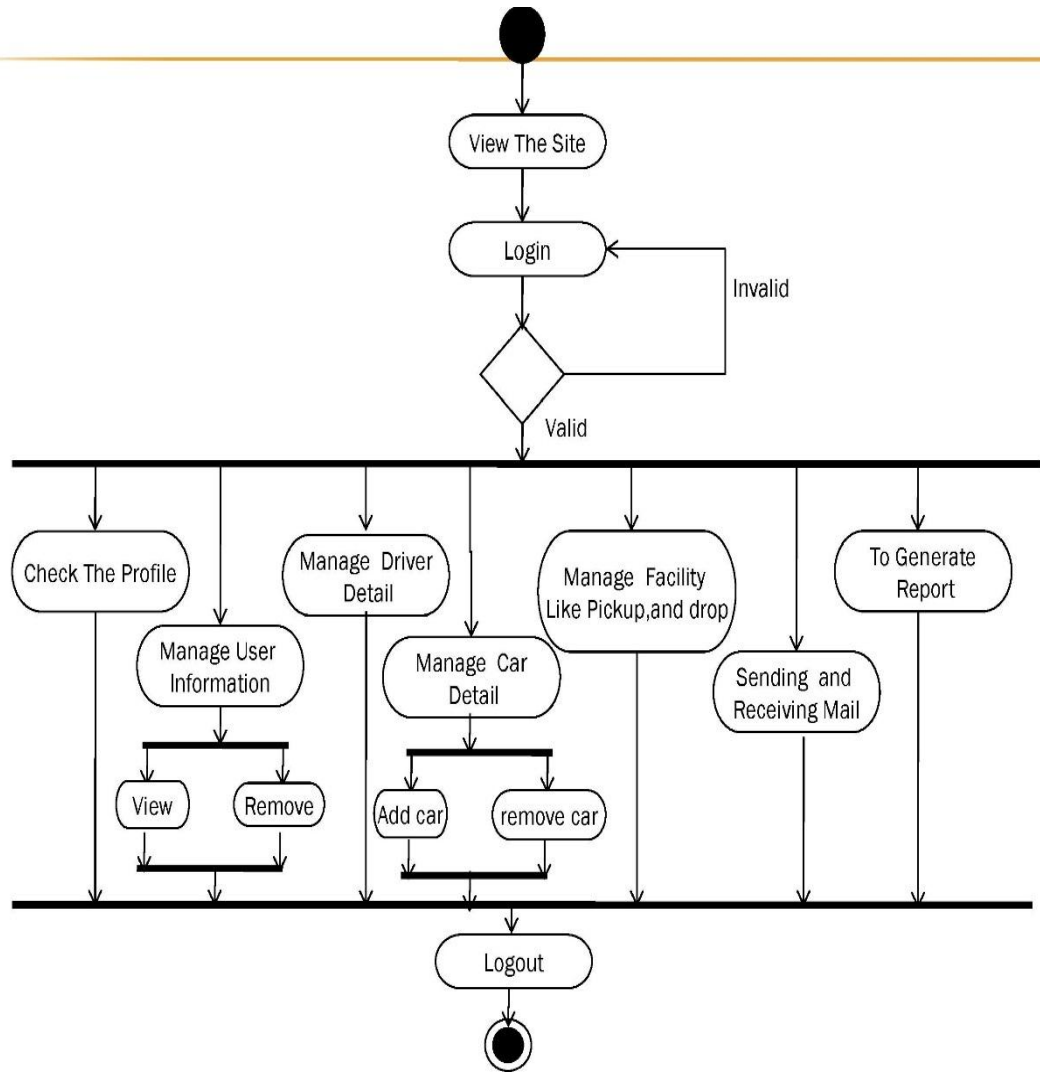 View The Site
Login
Invalid
Valid
Check The Profile
Manage User
Information
View
Remove
Manage Driver
Detail
Manage Car
Detail
Add car
remove car
Manage Facility
Like Pickup,and drop
Sending and
Receiving Mail
To Generate
Report
Logout